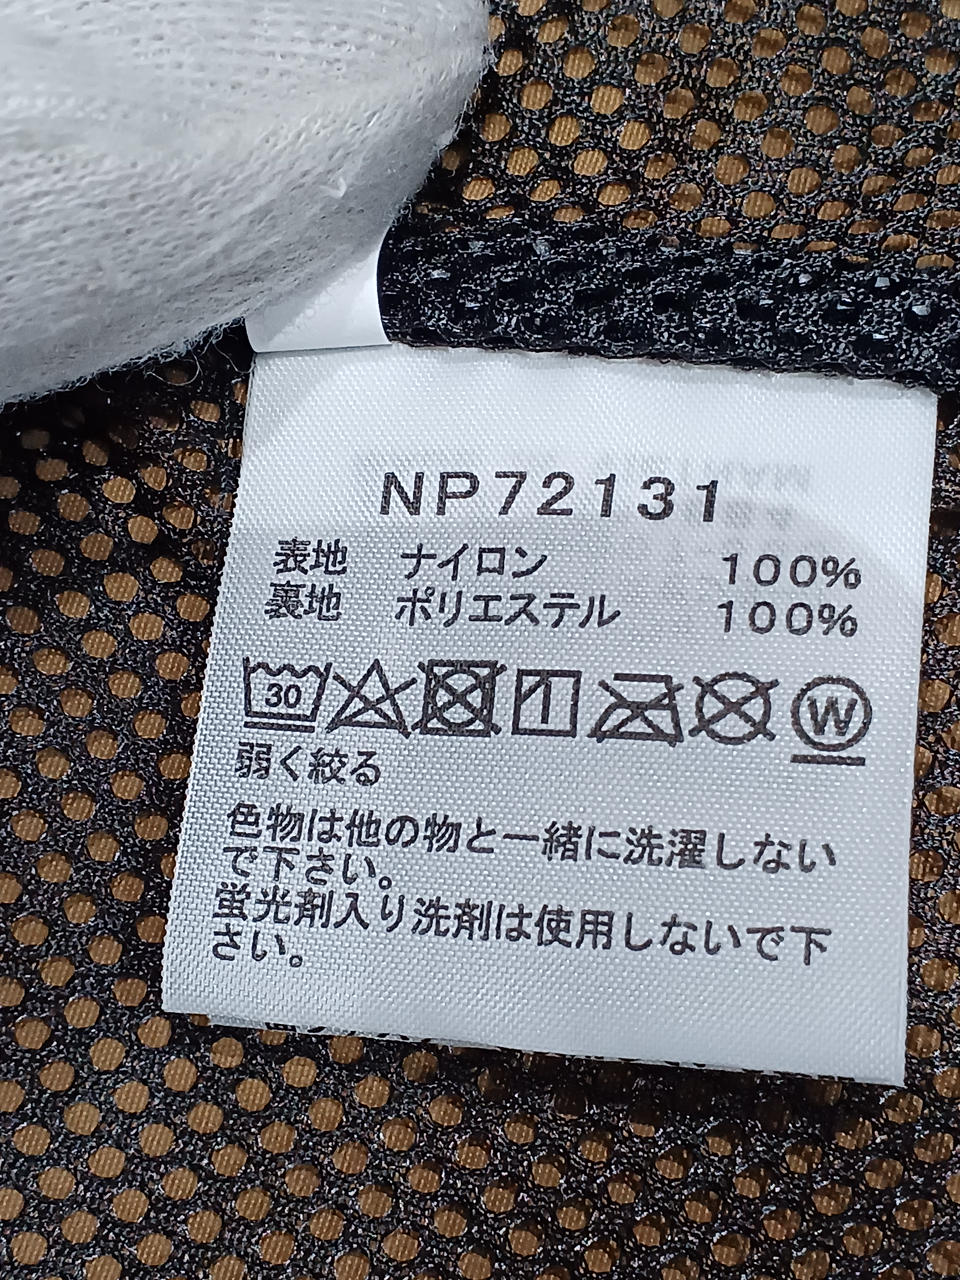 NP72131
表地 ナイロン 100%
裏地 ポリエステル 100%
30 W
弱く絞る
色物は他の物と一緒に洗濯しない
で下さい。
蛍光剤入り洗剤は使用しないで下
さい。